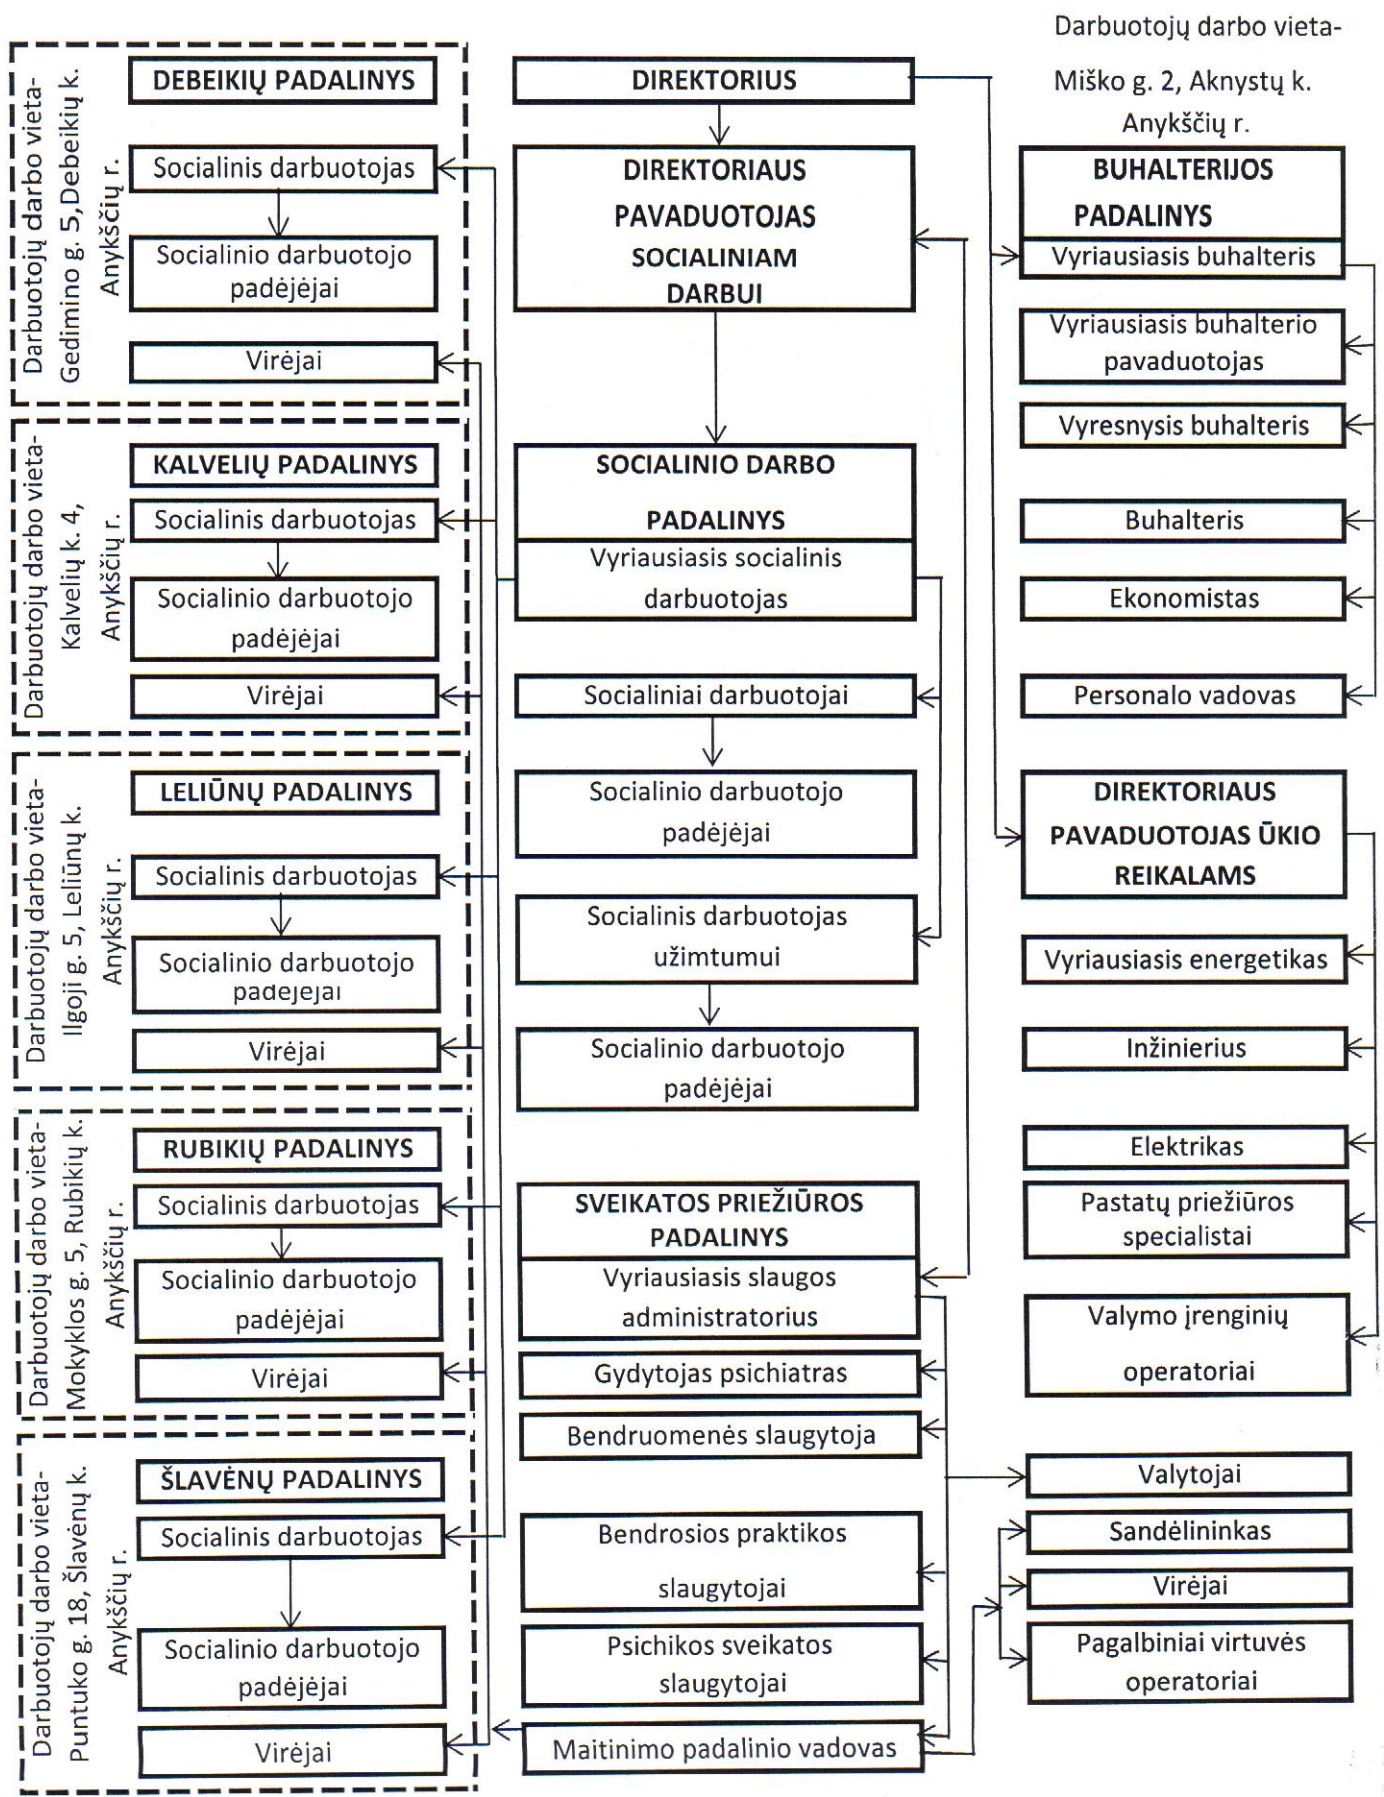 Darbuotojų darbo vieta-
Miško g. 2, Aknystų k.
Anykščių r.
Darbuotojų darbo vieta-
Gedimino g. 5,Debeikių k.
Anykščių r.
DEBEIKIŲ PADALINYS
Socialinis darbuotojas
Socialinio darbuotojo
padėjėjai
Virėjai
Darbuotojų darbo vieta-
Kalvelių k. 4,
Anykščių r.
KALVELIŲ PADALINYS
Socialinis darbuotojas
Socialinio darbuotojo
padėjėjai
Virėjai
Darbuotojų darbo vieta-
Ilgoji g. 5, Leliūnų k.
Anykščių r.
LELIŪNŲ PADALINYS
Socialinis darbuotojas
Socialinio darbuotojo
padėjėjai
Virėjai
Darbuotojų darbo vieta-
Mokyklos g. 5, Rubikių k.
Anykščių r.
RUBIKIŲ PADALINYS
Socialinis darbuotojas
Socialinio darbuotojo
padėjėjai
Virėjai
Darbuotojų darbo vieta-
Puntuko g. 18, Šlavėnų k.
Anykščių r.
ŠLAVĖNŲ PADALINYS
Socialinis darbuotojas
Socialinio darbuotojo
padėjėjai
Virėjai
DIREKTORIUS
DIREKTORIAUS
PAVADUOTOJAS
SOCIALINIAM
DARBUI
SOCIALINIO DARBO
PADALINYS
Vyriausiasis socialinis
darbuotojas
Socialiniai darbuotojai
Socialinio darbuotojo
padėjėjai
Socialinis darbuotojas
užimtumui
Socialinio darbuotojo
padėjėjai
SVEIKATOS PRIEŽIŪROS
PADALINYS
Vyriausiasis slaugos
administratorius
Gydytojas psichiatras
Bendruomenės slaugytoja
Bendrosios praktikos
slaugytojai
Psichikos sveikatos
slaugytojai
Maitinimo padalinio vadovas
BUHALTERIJOS
PADALINYS
Vyriausiasis buhalteris
Vyriausiasis buhalterio
pavaduotojas
Vyresnysis buhalteris
Buhalteris
Ekonomistas
Personalo vadovas
DIREKTORIAUS
PAVADUOTOJAS ŪKIO
REIKALAMS
Vyriausiasis energetikas
Inžinierius
Elektrikas
Pastatų priežiūros
specialistai
Valymo įrenginių
operatoriai
Valytojai
Sandėlininkas
Virėjai
Pagalbiniai virtuvės
operatoriai